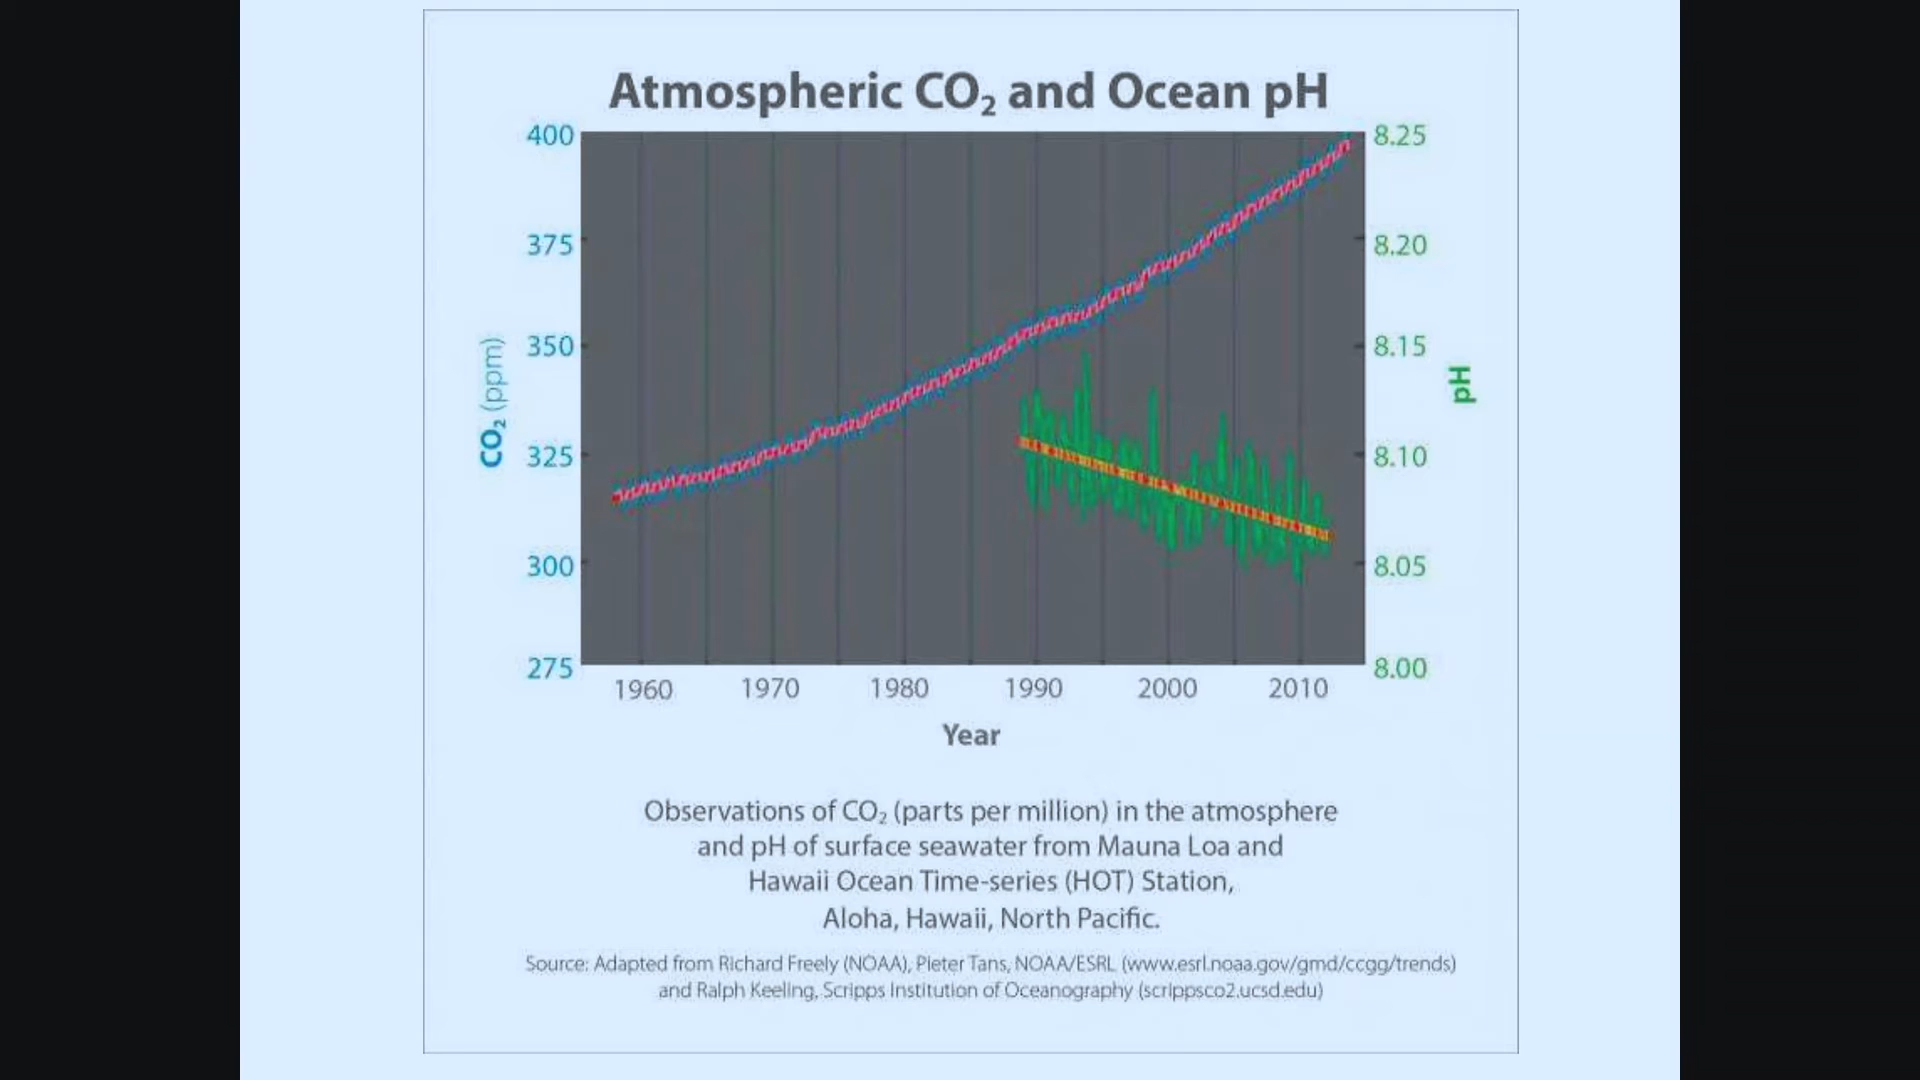 Atmospheric CO₂ and Ocean pH
400
375
350
325
300
275
CO₂ (ppm)
8.25
8.20
8.15
8.10
8.05
8.00
pH
1960 1970 1980 1990 2000 2010
Year
Observations of CO₂ (parts per million) in the atmosphere
and pH of surface seawater from Mauna Loa and
Hawaii Ocean Time-series (HOT) Station,
Aloha, Hawaii, North Pacific.
Source: Adapted from Richard Freely (NOAA), Pieter Tans, NOAA/ESRL (www.esrl.noaa.gov/gmd/ccgg/trends)
and Ralph Keeling, Scripps Institution of Oceanography (scrippsco2.ucsd.edu)